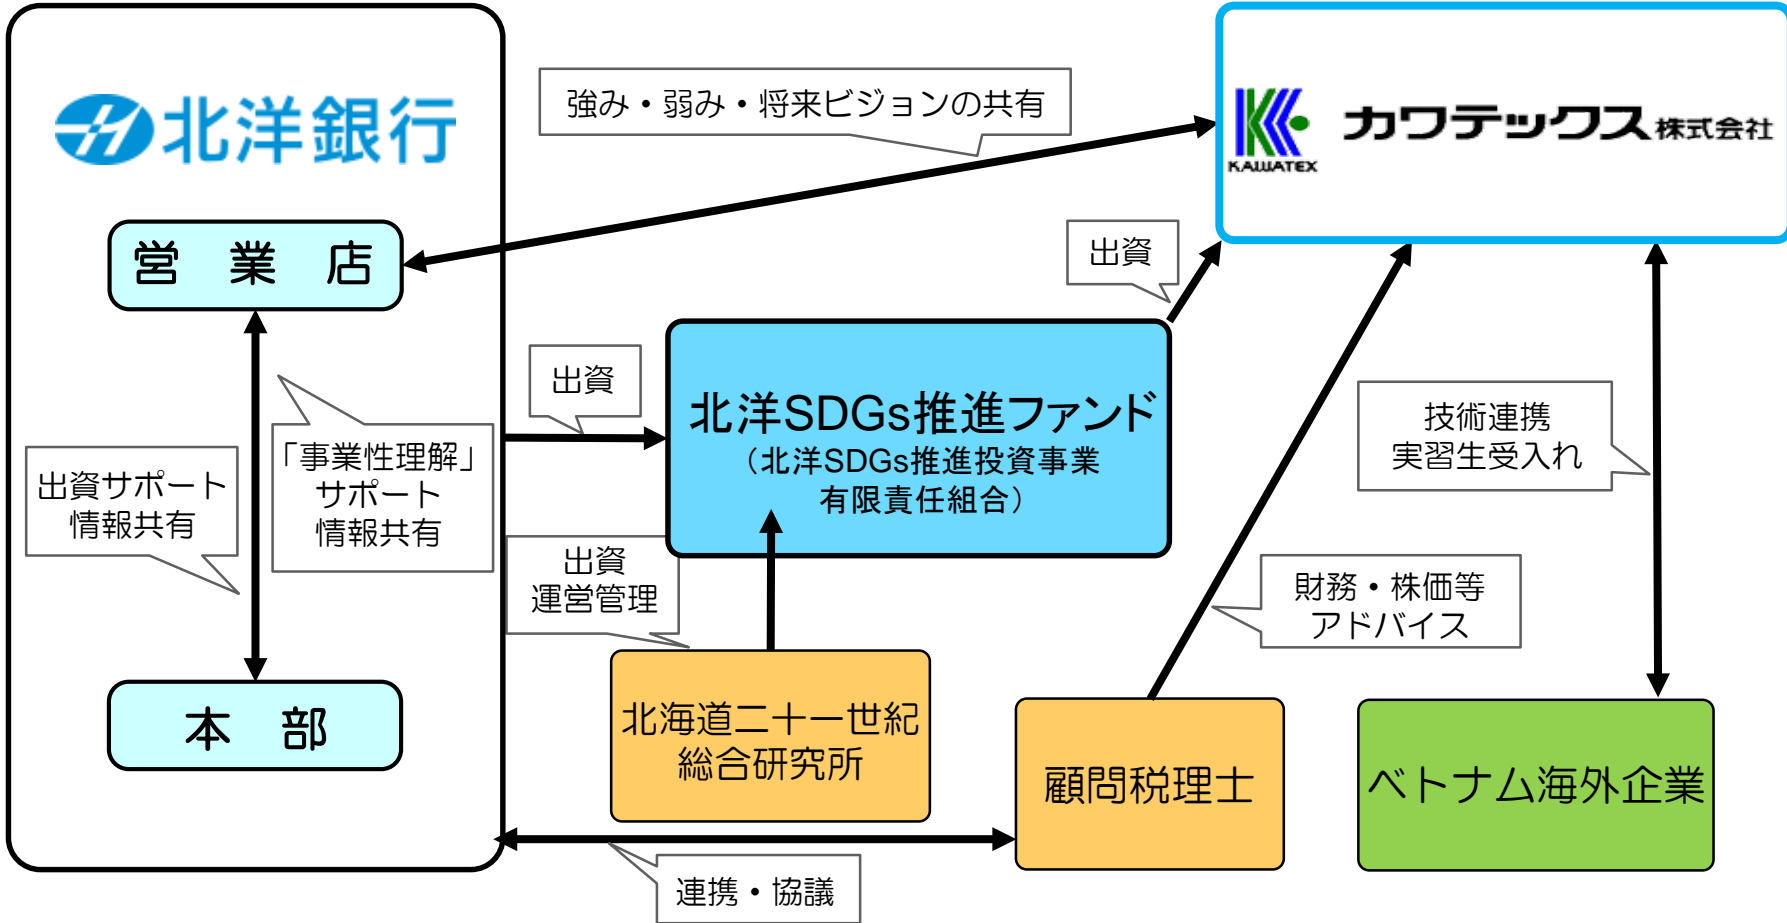 北洋銀行
強み・弱み・将来ビジョンの共有
KAWATEX
カワテックス株式会社
営 業 店
出資
出資
北洋SDGs推進ファンド
（北洋SDGs推進投資事業
有限責任組合）
技術連携
実習生受入れ
「事業性理解」
サポート
情報共有
出資サポート
情報共有
出資
運営管理
財務・株価等
アドバイス
本 部
北海道二十一世紀
総合研究所
顧問税理士
ベトナム海外企業
連携・協議